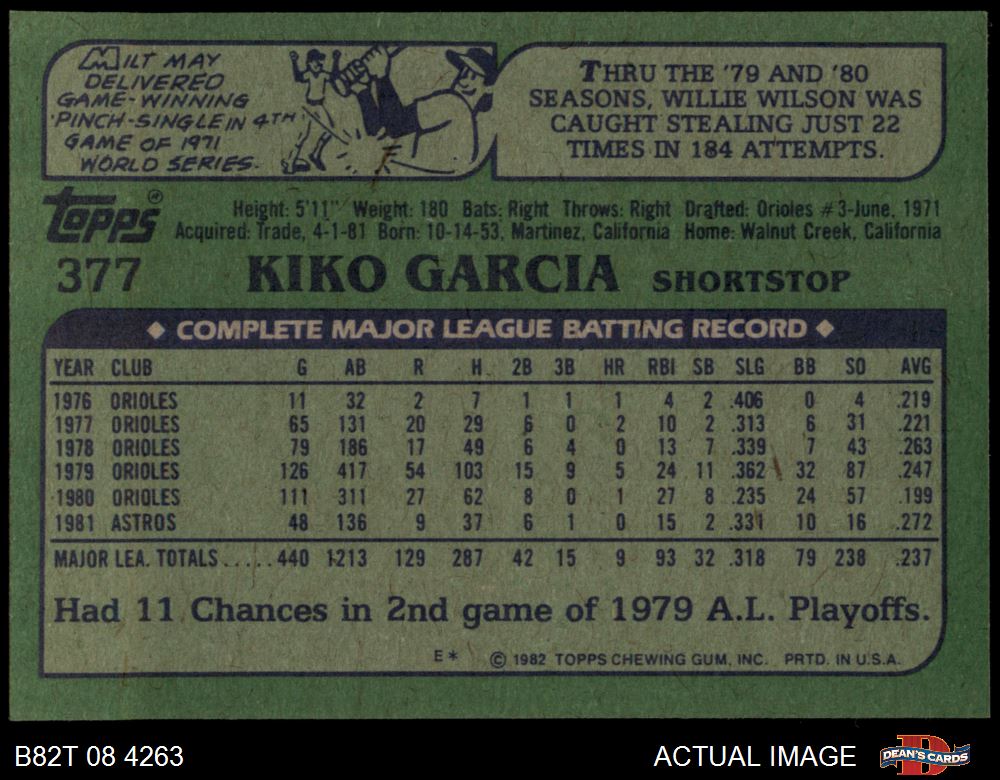 MILT MAY
DELIVERED
GAME-WINNING
PINCH-SINGLE IN 4TH
GAME OF 1971
WORLD SERIES.
THRU THE '79 AND '80
SEASONS, WILLIE WILSON WAS
CAUGHT STEALING JUST 22
TIMES IN 184 ATTEMPTS.
Topps®
Height: 5'11" Weight: 180 Bats: Right Throws: Right Drafted: Orioles #3-June, 1971
Acquired: Trade, 4-1-81 Born: 10-14-53, Martinez, California Home: Walnut Creek, California
377 KIKO GARCIA SHORTSTOP
◆ COMPLETE MAJOR LEAGUE BATTING RECORD ◆
YEAR CLUB G AB R H 2B 3B HR RBI SB SLG BB SO AVG
1976 ORIOLES 11 32 2 7 1 1 1 4 2 .406 0 4 .219
1977 ORIOLES 65 131 20 29 6 0 2 10 2 .313 6 31 .221
1978 ORIOLES 79 186 17 49 6 4 0 13 7 .339 7 43 .263
1979 ORIOLES 126 417 54 103 15 9 5 24 11 .362 32 87 .247
1980 ORIOLES 111 311 27 62 8 0 1 27 8 .235 24 57 .199
1981 ASTROS 48 136 9 37 6 1 0 15 2 .331 10 16 .272
MAJOR LEA. TOTALS.....440 1213 129 287 42 15 9 93 32 .318 79 238 .237
Had 11 Chances in 2nd game of 1979 A.L. Playoffs.
E* © 1982 TOPPS CHEWING GUM, INC. PRTD. IN U.S.A.
B82T 08 4263
ACTUAL IMAGE
DEAN'S CARDS